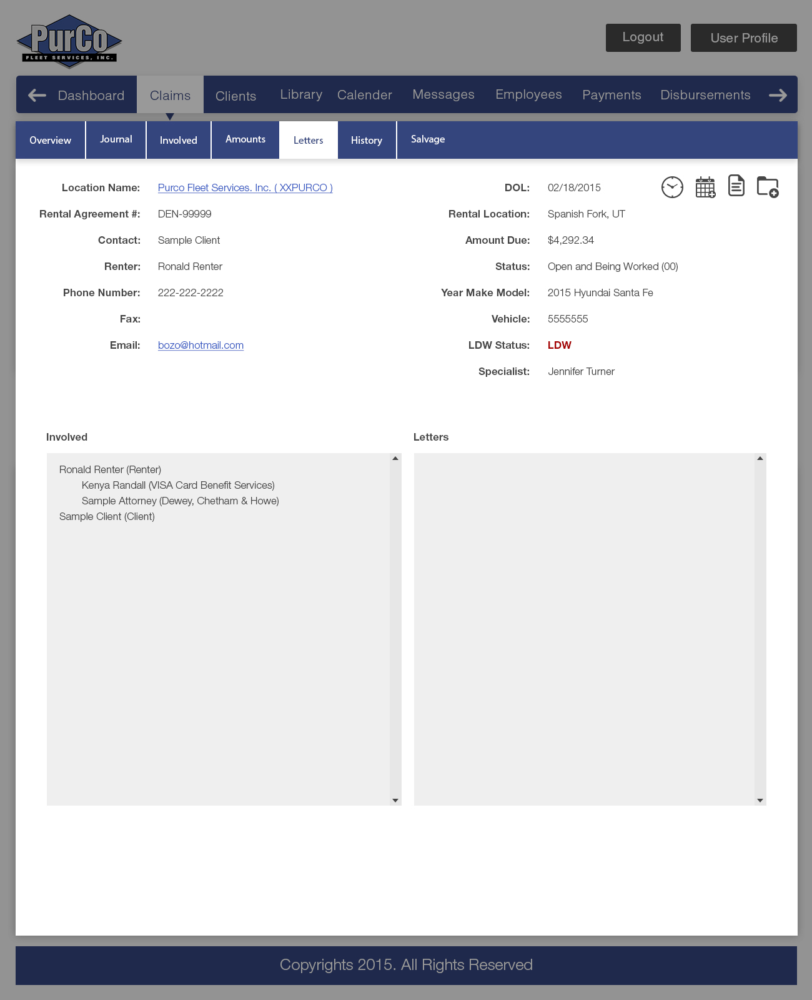 PurCo
FLEET SERVICES, INC.
Logout
User Profile
Dashboard
Claims
Clients
Library
Calender
Messages
Employees
Payments
Disbursements
Overview
Journal
Involved
Amounts
Letters
History
Salvage
Location Name: Purco Fleet Services. Inc. ( XXPURCO )
Rental Agreement #: DEN-99999
Contact: Sample Client
Renter: Ronald Renter
Phone Number: 222-222-2222
Fax:
Email: bozo@hotmail.com
DOL: 02/18/2015
Rental Location: Spanish Fork, UT
Amount Due: $4,292.34
Status: Open and Being Worked (00)
Year Make Model: 2015 Hyundai Santa Fe
Vehicle: 5555555
LDW Status: LDW
Specialist: Jennifer Turner
Involved
Ronald Renter (Renter)
Kenya Randall (VISA Card Benefit Services)
Sample Attorney (Dewey, Chetham & Howe)
Sample Client (Client)
Letters
Copyrights 2015. All Rights Reserved